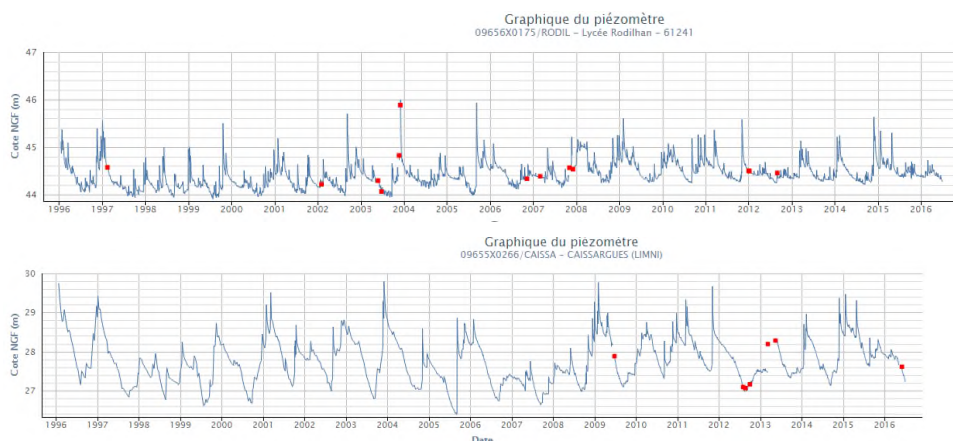 Graphique du piézomètre
09656X0175/RODIL - Lycée Rodilhan - 61241
Cote NGF (m)
47
46
45
44
1996 1997 1998 1999 2000 2001 2002 2003 2004 2005 2006 2007 2008 2009 2010 2011 2012 2013 2014 2015 2016
Graphique du piézomètre
09655X0266/CAISSA - CAISSARGUES (LIMNI)
Cote NGF (m)
30
29
28
27
1996 1997 1998 1999 2000 2001 2002 2003 2004 2005 2006 2007 2008 2009 2010 2011 2012 2013 2014 2015 2016
Date